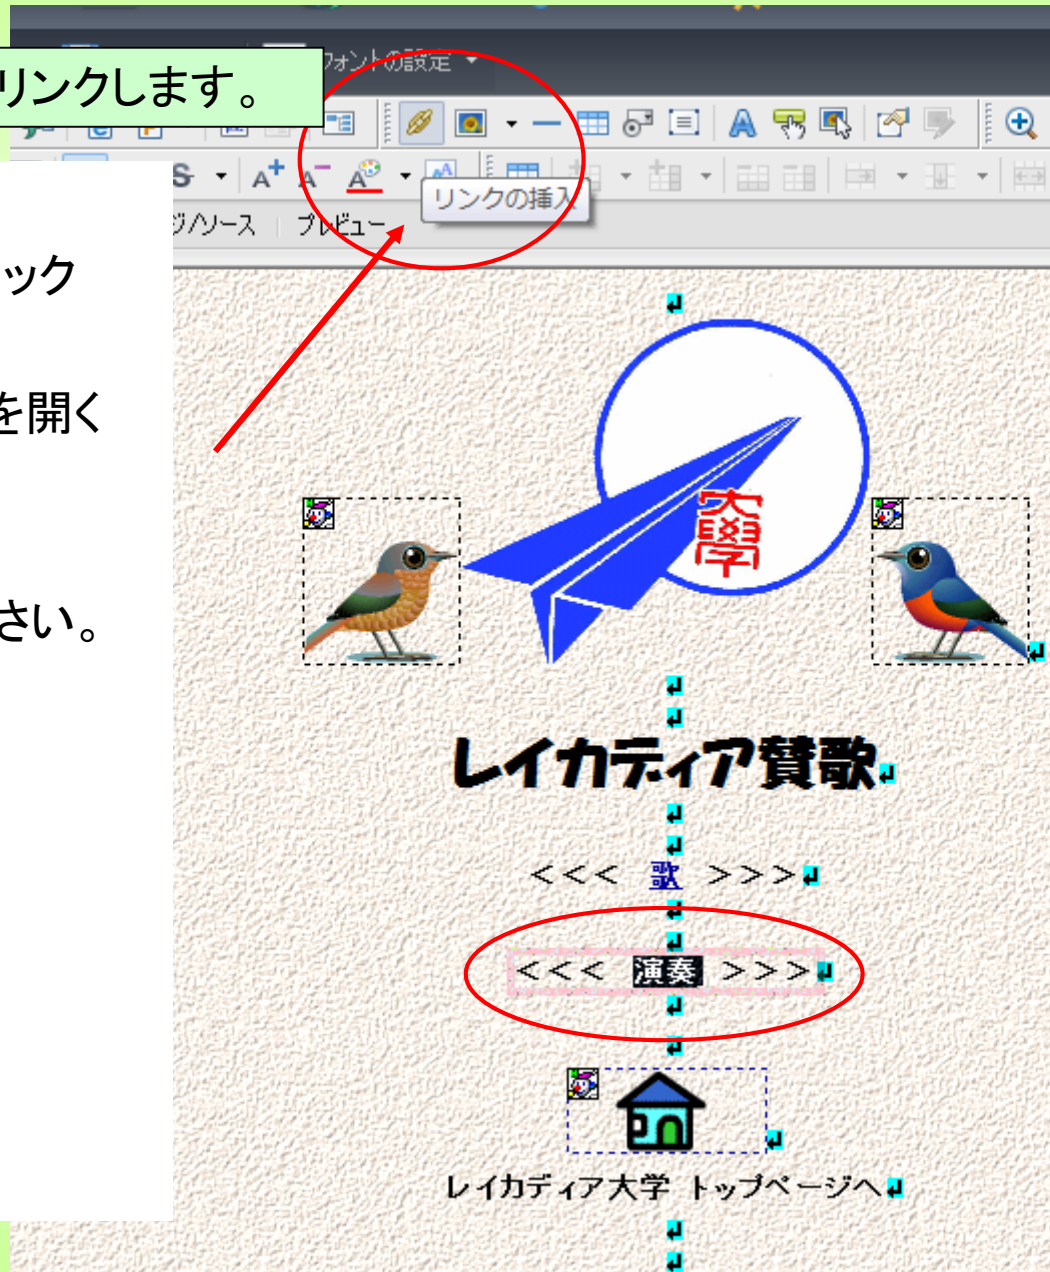 フォントの設定
リンクします。
リンクの挿入
ジ/ソース プレビュー
ック
を開く
さい。
大學
レイカディア賛歌
<<< 歌 >>>
<<< 演奏 >>>
レイカディア大学 トップページへ